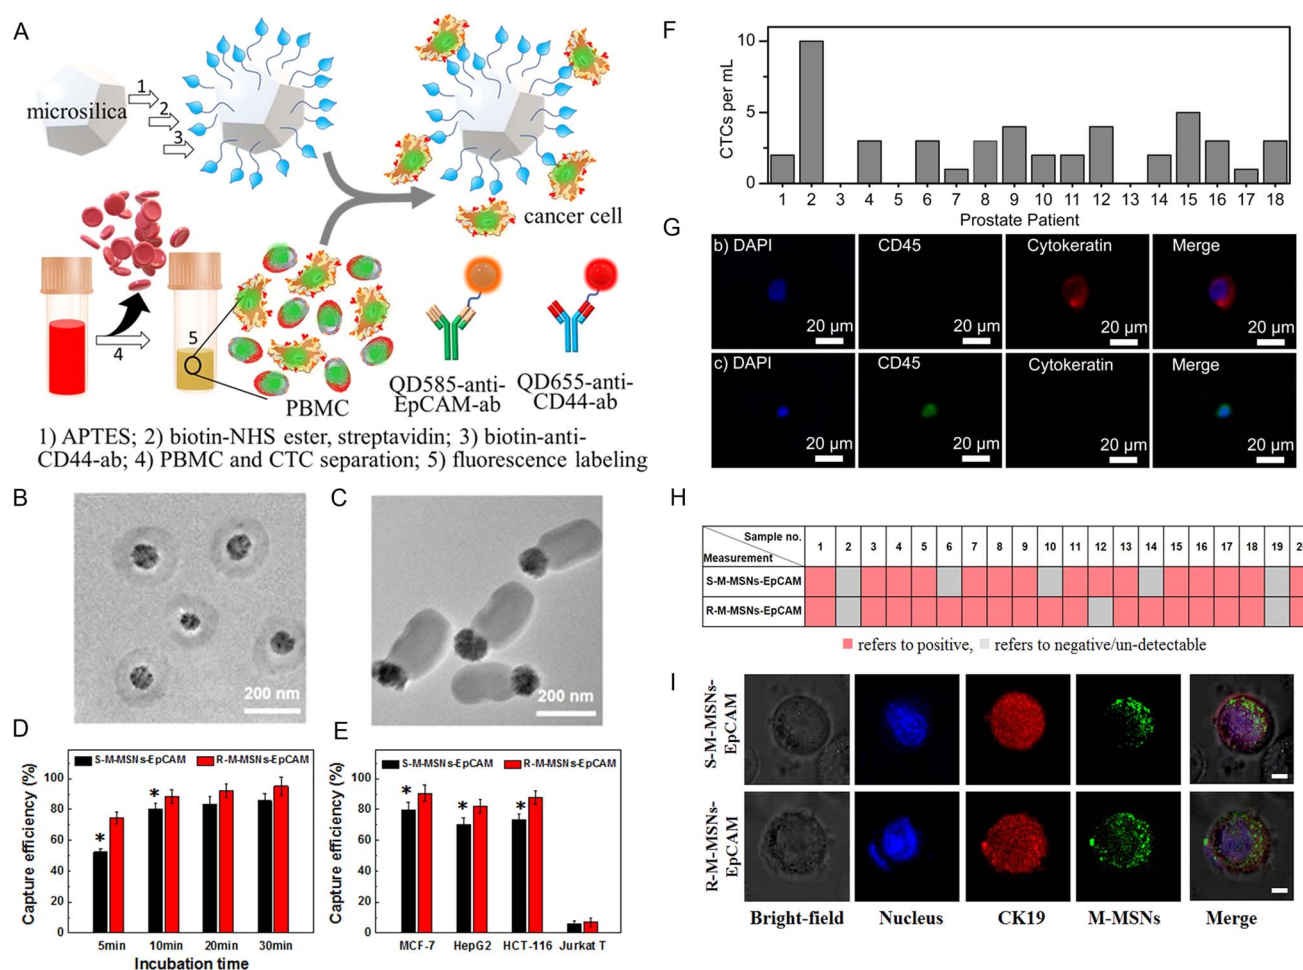 A
microsilica
1
2
3
cancer cell
4
5
PBMC
QD585-anti-
EpCAM-ab
QD655-anti-
CD44-ab
1) APTES; 2) biotin-NHS ester, streptavidin; 3) biotin-anti-
CD44-ab; 4) PBMC and CTC separation; 5) fluorescence labeling
B
200 nm
C
200 nm
D
Capture efficiency (%)
100
80
60
40
20
0
S-M-MSNs-EpCAM
R-M-MSNs-EpCAM
*
*
5min 10min 20min 30min
Incubation time
E
Capture efficiency (%)
100
80
60
40
20
0
S-M-MSNs-EpCAM
R-M-MSNs-EpCAM
* * *
MCF-7 HepG2 HCT-116 Jurkat T
F
CTCs per mL
10
5
0
1 2 3 4 5 6 7 8 9 10 11 12 13 14 15 16 17 18
Prostate Patient
G
b) DAPI CD45 Cytokeratin Merge
20 µm 20 µm 20 µm 20 µm
c) DAPI CD45 Cytokeratin Merge
20 µm 20 µm 20 µm 20 µm
H
Sample no. 1 2 3 4 5 6 7 8 9 10 11 12 13 14 15 16 17 18 19
Measurement
S-M-MSNs-EpCAM
R-M-MSNs-EpCAM
refers to positive, refers to negative/un-detectable
I
S-M-MSNs-
EpCAM
R-M-MSNs-
EpCAM
Bright-field Nucleus CK19 M-MSNs Merge